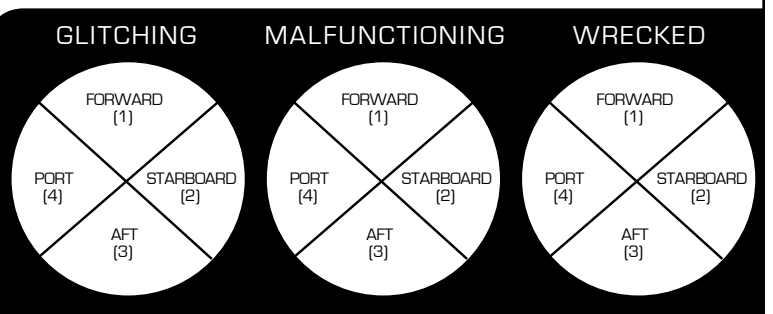 GLITCHING MALFUNCTIONING WRECKED
FORWARD
(1)
PORT
(4)
STARBOARD
(2)
AFT
(3)
FORWARD
(1)
PORT
(4)
STARBOARD
(2)
AFT
(3)
FORWARD
(1)
PORT
(4)
STARBOARD
(2)
AFT
(3)